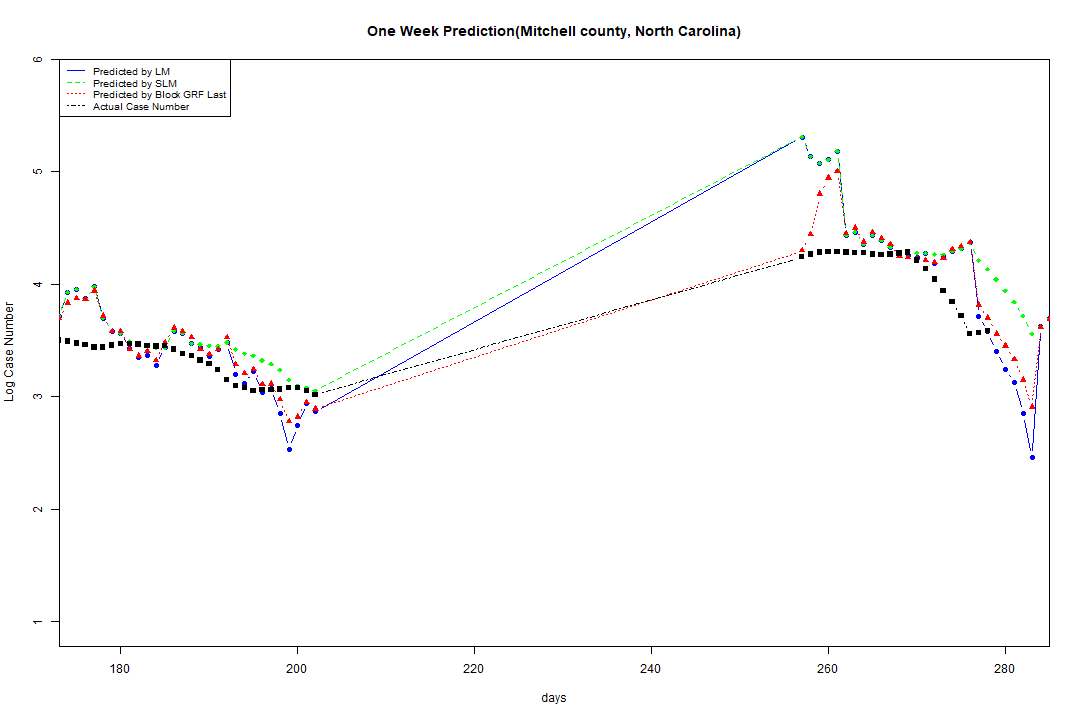 One Week Prediction(Mitchell county, North Carolina)
Predicted by LM
Predicted by SLM
Predicted by Block GRF Last
Actual Case Number
Log Case Number
6
5
4
3
2
1
180 200 220 240 260 280
days